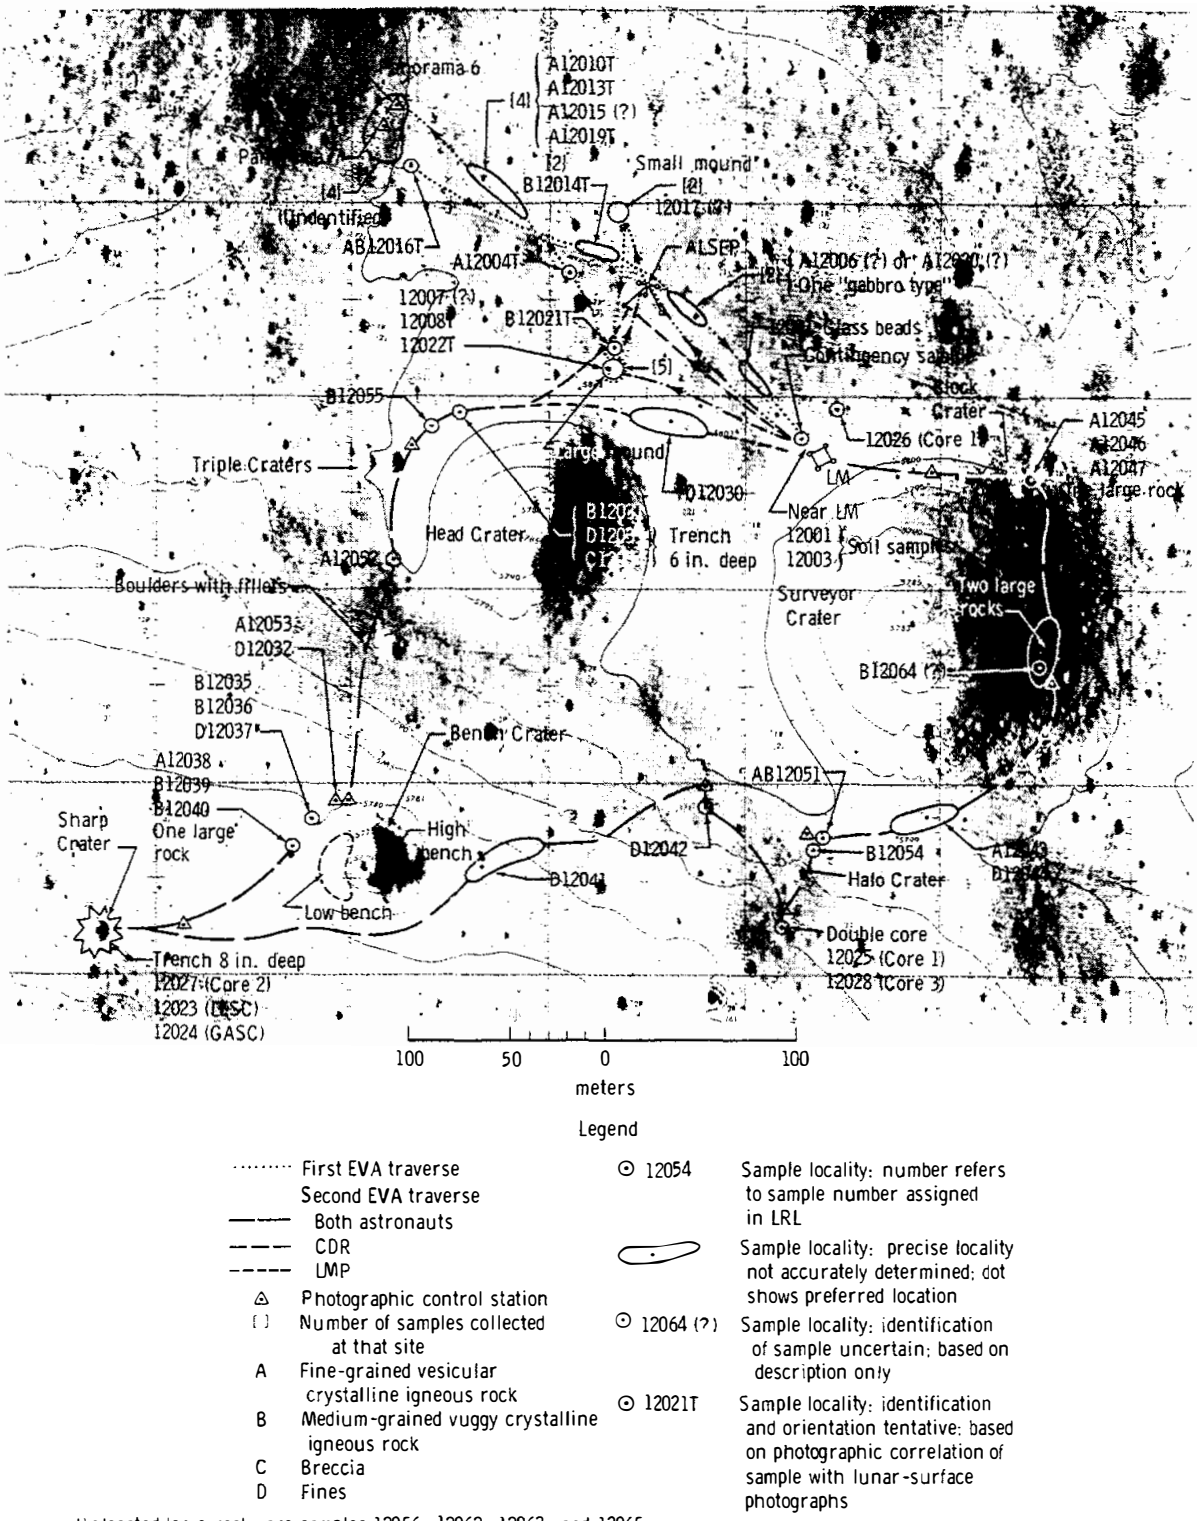 A12010T
[4]
A12013T
A12015 (?)
A12019T
[2]
B12014T
Small mound
[2]
12017 (?)
[4]
(Unidentified)
AB12016T
A12004T
ALSEP
A12006 (?) or A12020 (?)
[2]
One "gabbro type"
12007 (?)
12008T
12022T
B12021T
[5]
Glass beads
Contingency sample
Block
Crater
B12055
12026 (Core 1)
A12045
A12046
A12047
One large rock
Triple Craters
Large mound
D12030
LM
Near LM
12001
12003
Soil samples
Head Crater
Trench
6 in. deep
A12052
Boulders with fillets
Surveyor
Crater
Two large
rocks
A12053
D12032
B12064 (?)
B12035
B12036
D12037
Bench Crater
A12038
B12039
B12040
One large
rock
AB12051
Sharp
Crater
High
bench
D12042
B12054
Halo Crater
D12041
Low bench
Double core
12025 (Core 1)
12028 (Core 3)
Trench 8 in. deep
12027 (Core 2)
12023 (LESC)
12024 (GASC)
100 50 0 100
meters
Legend
First EVA traverse
Second EVA traverse
Both astronauts
CDR
LMP
Photographic control station
[ ] Number of samples collected
at that site
A Fine-grained vesicular
crystalline igneous rock
B Medium-grained vuggy crystalline
igneous rock
C Breccia
D Fines
12054 Sample locality: number refers
to sample number assigned
in LRL
Sample locality: precise locality
not accurately determined; dot
shows preferred location
12064 (?) Sample locality: identification
of sample uncertain; based on
description only
12021T Sample locality: identification
and orientation tentative; based
on photographic correlation of
sample with lunar-surface
photographs